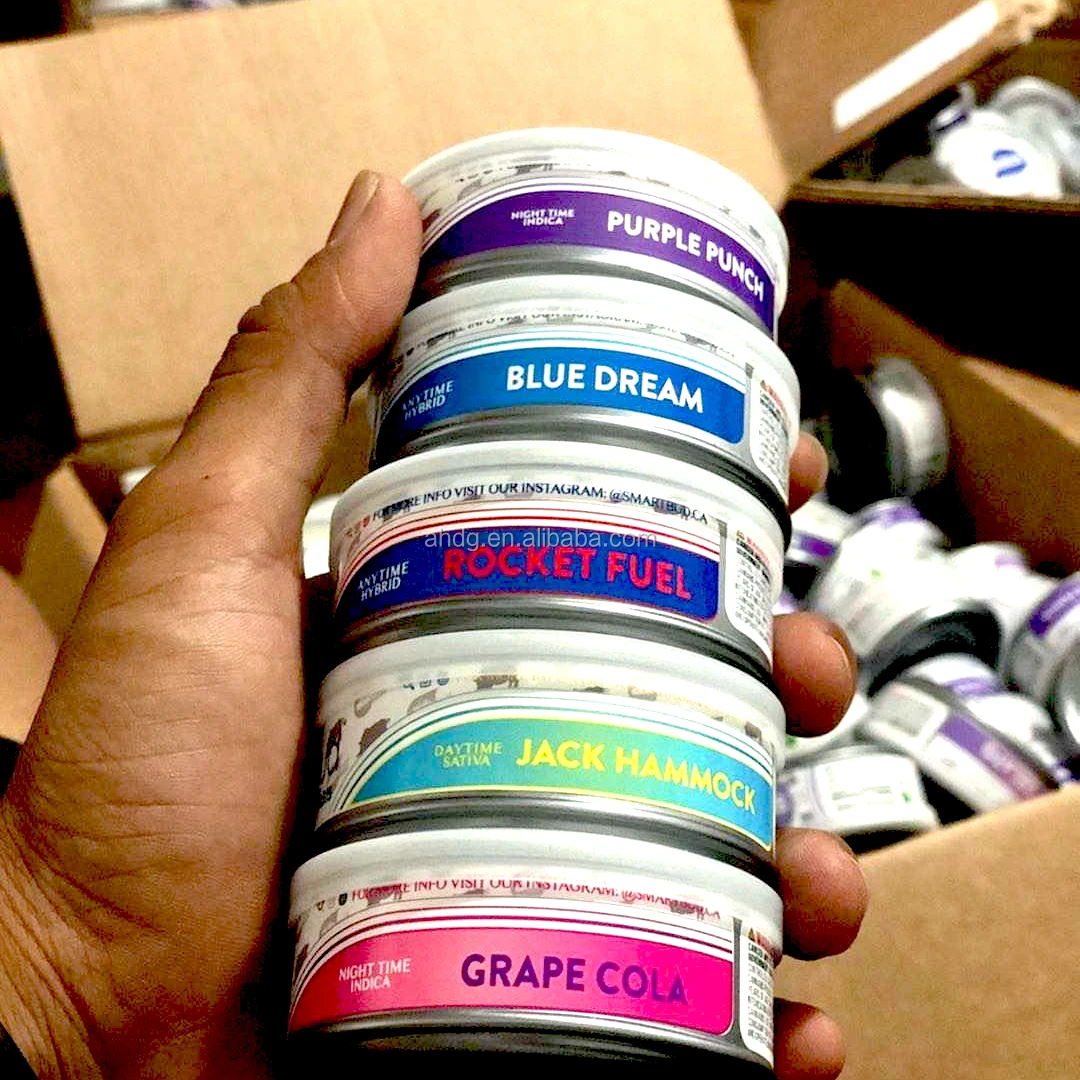 NIGHT TIME
INDICA
PURPLE PUNCH
ANYTIME
HYBRID
BLUE DREAM
FOR MORE INFO VISIT OUR INSTAGRAM: @SMARTBUD.CA
ahdg.en.alibaba.com
ANYTIME
HYBRID
ROCKET FUEL
DAYTIME
SATIVA
JACK HAMMOCK
FOR MORE INFO VISIT OUR INSTAGRAM: @SMARTBUD.CA
NIGHT TIME
INDICA
GRAPE COLA